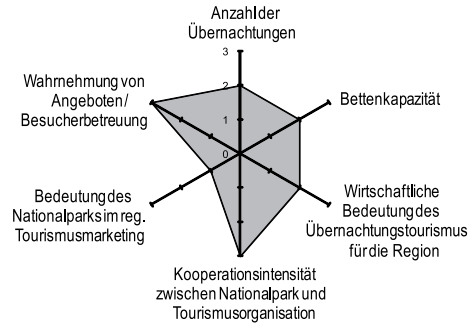 Anzahl der
Übernachtungen
3
2
1
0
Bettenkapazität
Wirtschaftliche
Bedeutung des
Übernachtungstourismus
für die Region
Kooperationsintensität
zwischen Nationalpark und
Tourismusorganisation
Bedeutung des
Nationalparks im reg.
Tourismusmarketing
Wahrnehmung von
Angeboten /
Besucherbetreuung